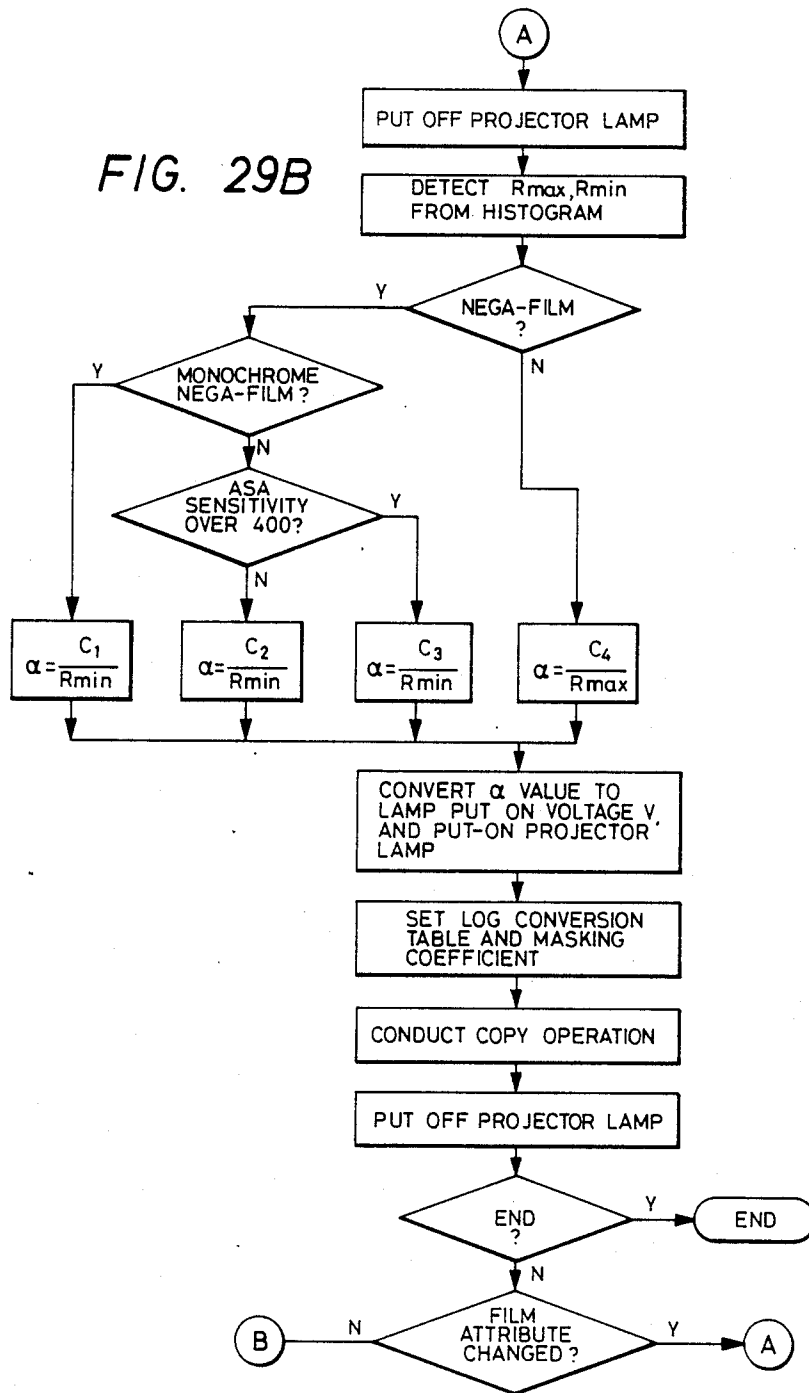 A
PUT OFF PROJECTOR LAMP
FIG. 29B
DETECT Rmax,Rmin
FROM HISTOGRAM
Y
NEGA-FILM
?
N
Y
MONOCHROME
NEGA-FILM?
N
ASA
SENSITIVITY
OVER 400?
Y
N
α=C1/Rmin
α=C2/Rmin
α=C3/Rmin
α=C4/Rmax
CONVERT α VALUE TO
LAMP PUT ON VOLTAGE V,
AND PUT-ON PROJECTOR
LAMP
SET LOG CONVERSION
TABLE AND MASKING
COEFFICIENT
CONDUCT COPY OPERATION
PUT OFF PROJECTOR LAMP
END
?
Y
END
N
B
N
FILM
ATTRIBUTE
CHANGED?
Y
A